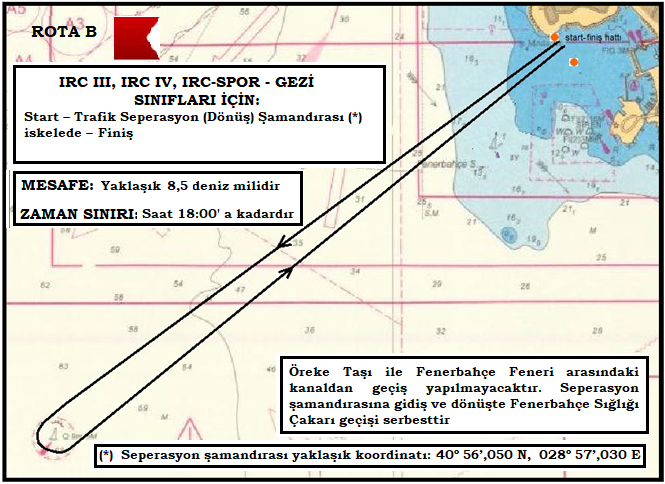 ROTA B
IRC III, IRC IV, IRC-SPOR - GEZİ
SINIFLARI İÇİN:
Start – Trafik Seperasyon (Dönüş) Şamandırası (*)
iskelede – Finiş
MESAFE: Yaklaşık 8,5 deniz milidir
ZAMAN SINIRI: Saat 18:00' a kadardır
start-finiş hattı
Fenerbahçe S.
Öreke Taşı ile Fenerbahçe Feneri arasındaki
kanaldan geçiş yapılmayacaktır. Seperasyon
şamandırasına gidiş ve dönüşte Fenerbahçe Sığlığı
Çakarı geçişi serbesttir
(*) Seperasyon şamandırası yaklaşık koordinatı: 40° 56',050 N, 028° 57',030 E